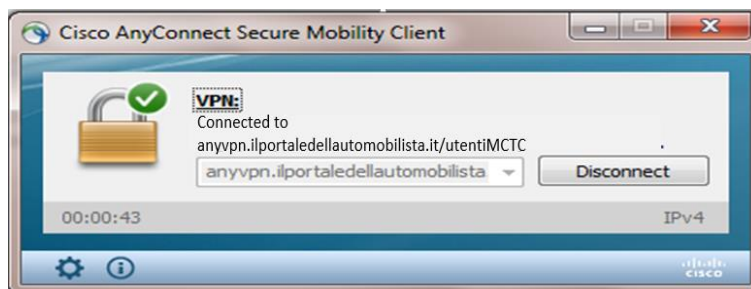 Cisco AnyConnect Secure Mobility Client
VPN:
Connected to
anyvpn.ilportaledellautomobilista.it/utentiMCTC
anyvpn.ilportaledellautomobilista
Disconnect
00:00:43
IPv4
cisco